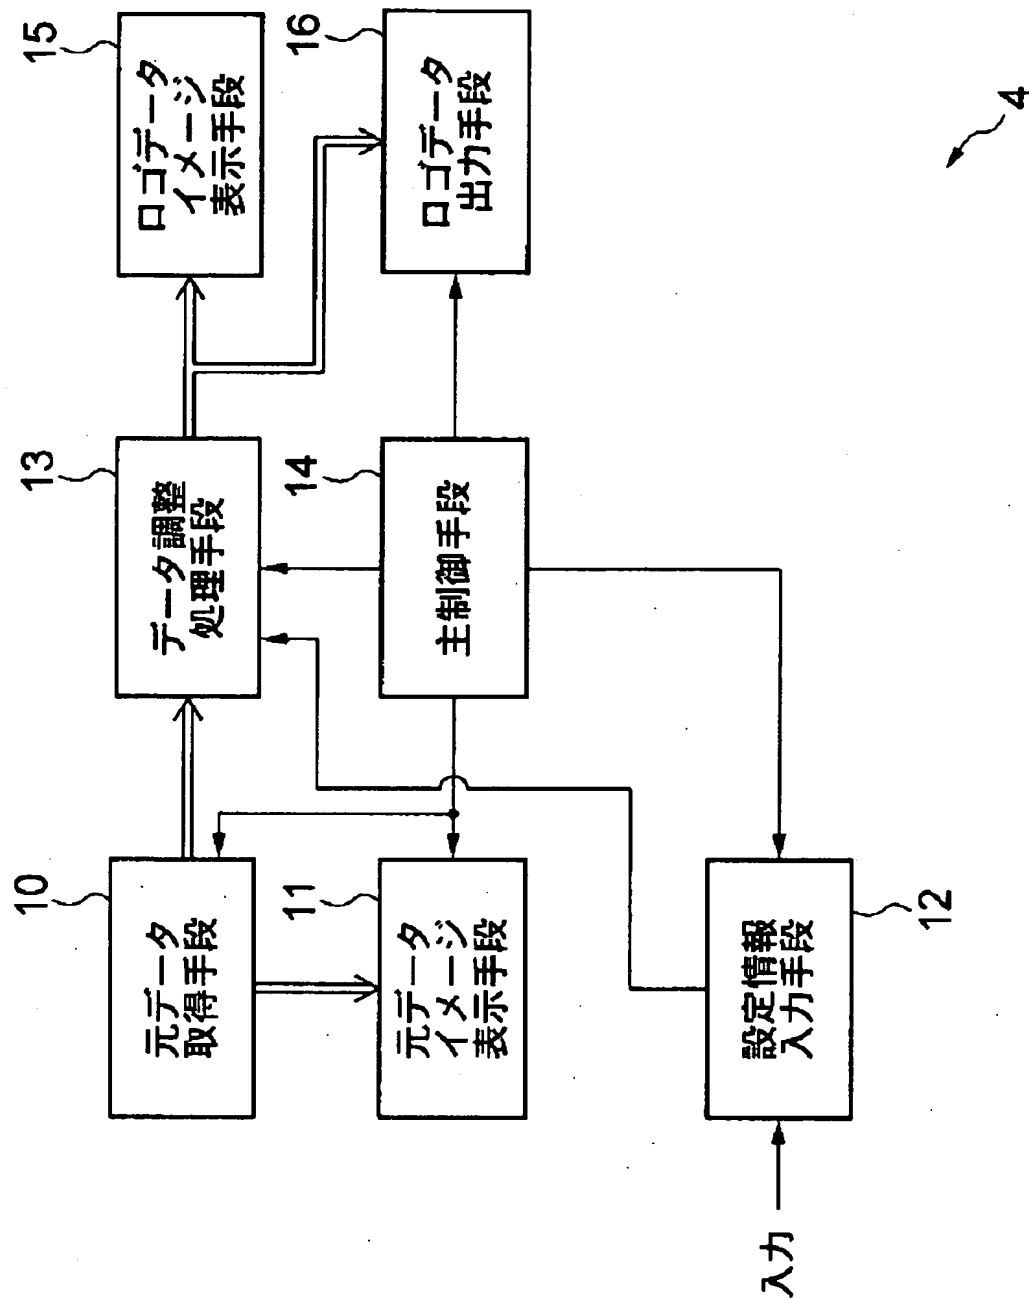 10
元データ
取得手段
13
データ調整
処理手段
15
ロゴデータ
イメージ
表示手段
11
元データ
イメージ
表示手段
14
主制御手段
16
ロゴデータ
出力手段
入力
設定情報
入力手段
12
4